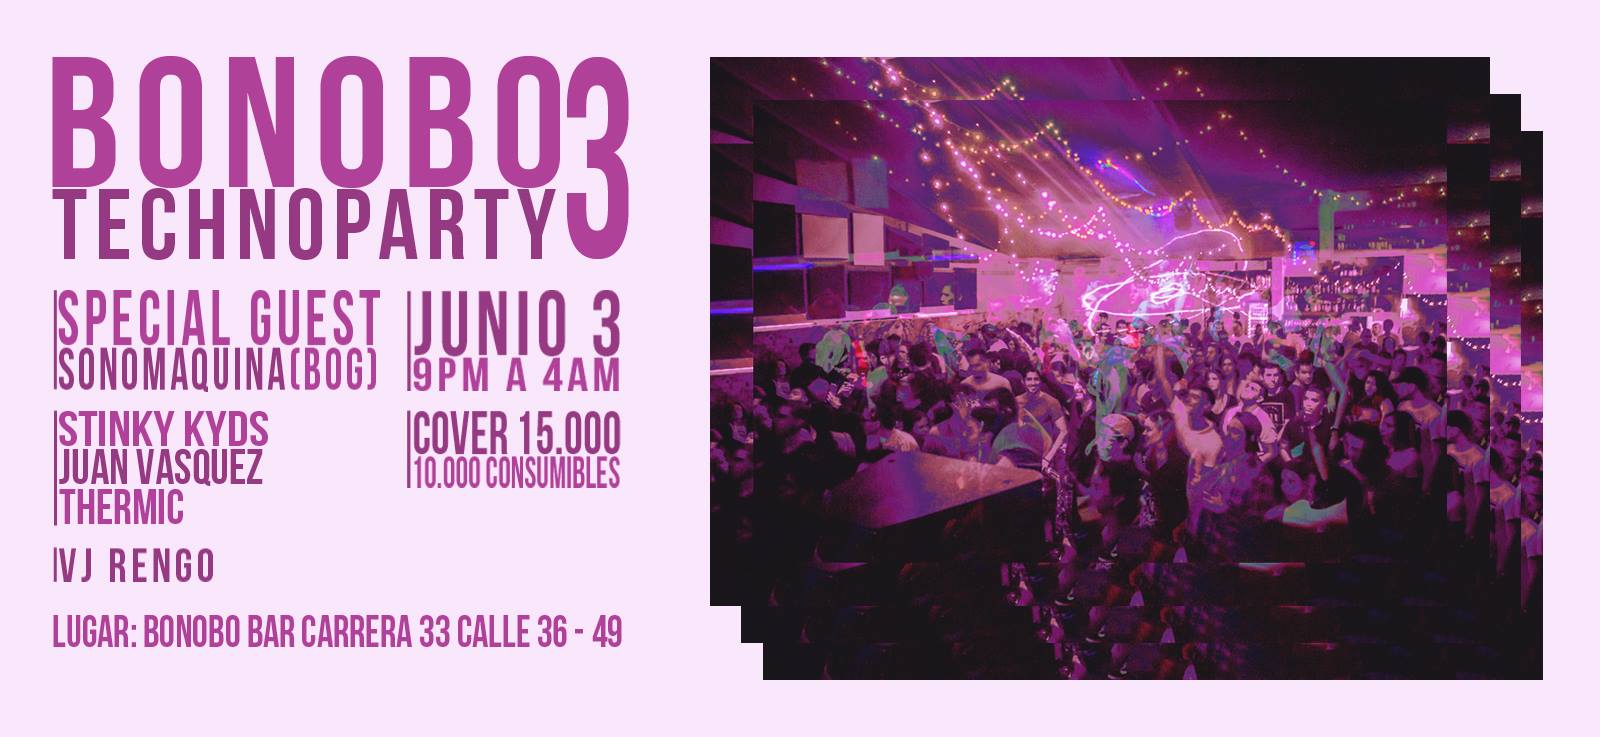 BONOBO3
TECHNOPARTY
SPECIAL GUEST
SONOMAQUINA(BOG)
JUNIO 3
9PM A 4AM
STINKY KYDS
JUAN VASQUEZ
THERMIC
COVER 15.000
10.000 CONSUMIBLES
VJ RENGO
LUGAR: BONOBO BAR CARRERA 33 CALLE 36 - 49